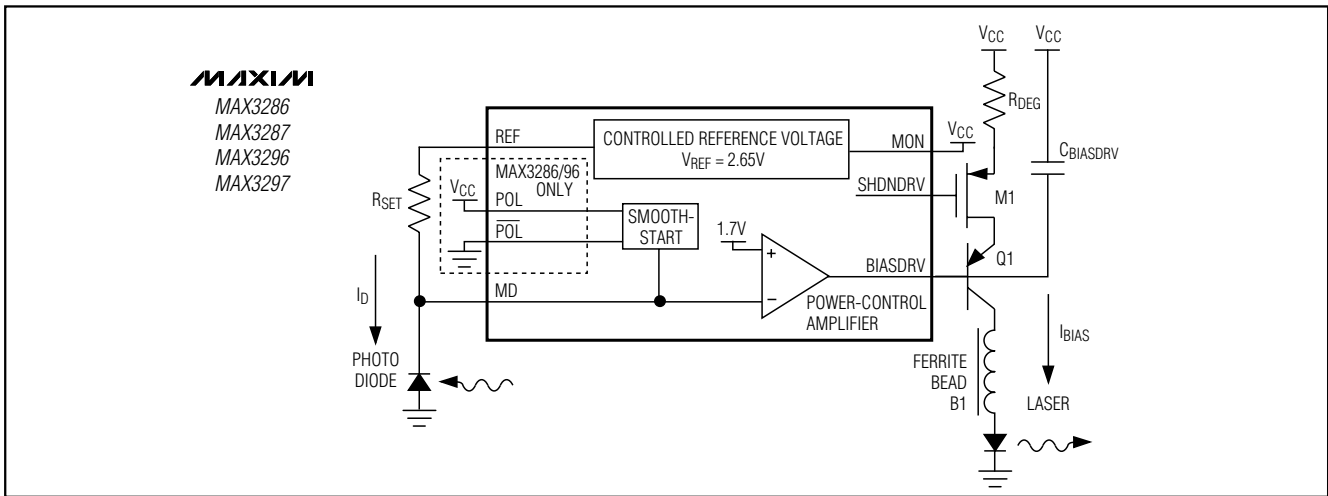 MAXIM
MAX3286
MAX3287
MAX3296
MAX3297
VCC
VCC
RDEG
REF
CONTROLLED REFERENCE VOLTAGE
VREF = 2.65V
MON
VCC
CBIASDRV
MAX3286/96
ONLY
SHDNDRV
M1
RSET
VCC
POL
POL
SMOOTH-
START
1.7V
+
Q1
BIASDRV
ID
MD
−
POWER-CONTROL
AMPLIFIER
IBIAS
PHOTO
DIODE
FERRITE
BEAD
B1
LASER